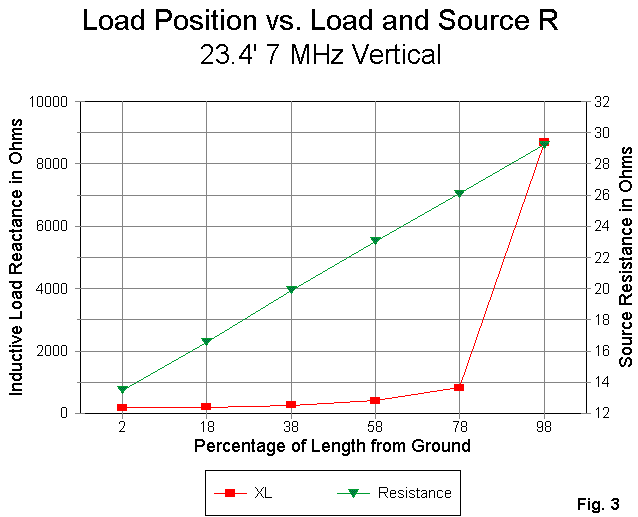 Load Position vs. Load and Source R
23.4' 7 MHz Vertical
Inductive Load Reactance in Ohms
10000
8000
6000
4000
2000
0
32
30
28
26
24
22
20
18
16
14
12
Source Resistance in Ohms
2 18 38 58 78 98
Percentage of Length from Ground
XL Resistance
Fig. 3